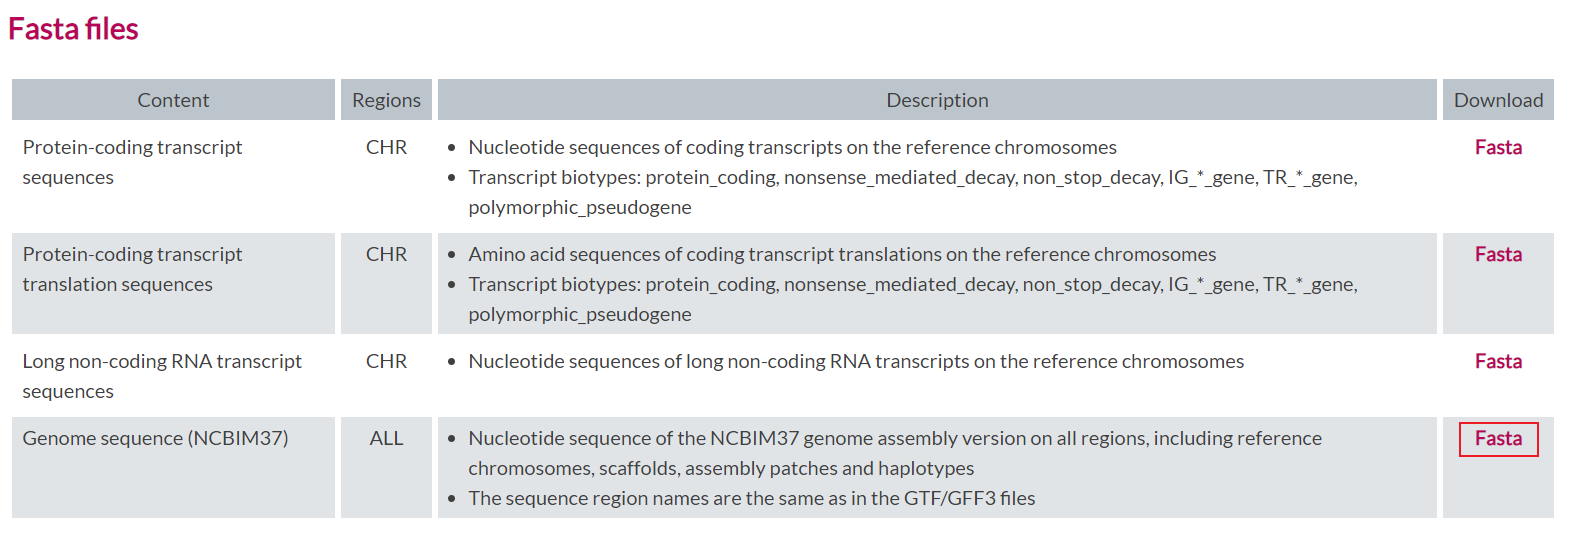 Fasta files
Content Regions Description Download
Protein-coding transcript CHR • Nucleotide sequences of coding transcripts on the reference chromosomes Fasta
sequences • Transcript biotypes: protein_coding, nonsense_mediated_decay, non_stop_decay, IG_*_gene, TR_*_gene,
polymorphic_pseudogene
Protein-coding transcript CHR • Amino acid sequences of coding transcript translations on the reference chromosomes Fasta
translation sequences • Transcript biotypes: protein_coding, nonsense_mediated_decay, non_stop_decay, IG_*_gene, TR_*_gene,
polymorphic_pseudogene
Long non-coding RNA transcript CHR • Nucleotide sequences of long non-coding RNA transcripts on the reference chromosomes Fasta
sequences
Genome sequence (NCBIM37) ALL • Nucleotide sequence of the NCBIM37 genome assembly version on all regions, including reference Fasta
chromosomes, scaffolds, assembly patches and haplotypes
• The sequence region names are the same as in the GTF/GFF3 files